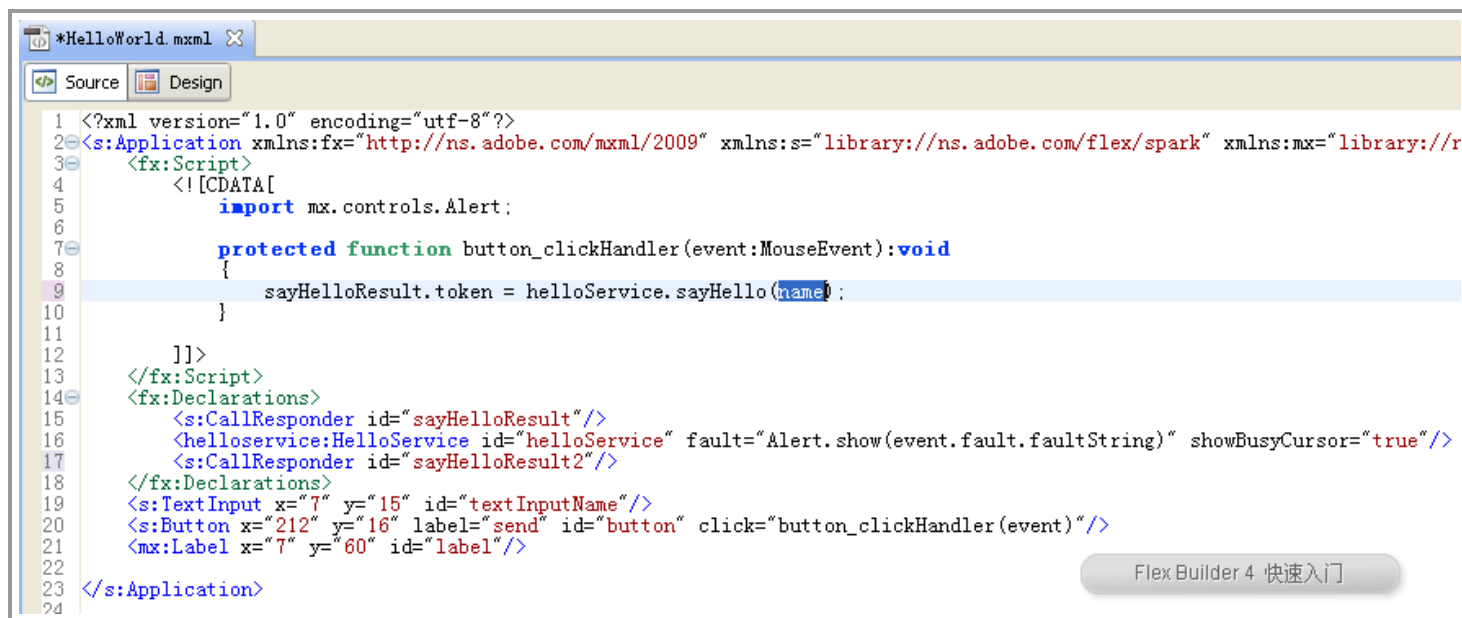 *HelloWorld.mxml
Source Design
1 <?xml version="1.0" encoding="utf-8"?>
2 <s:Application xmlns:fx="http://ns.adobe.com/mxml/2009" xmlns:s="library://ns.adobe.com/flex/spark" xmlns:mx="library://
3 <fx:Script>
4 <![CDATA[
5 import mx.controls.Alert;
6
7 protected function button_clickHandler(event:MouseEvent):void
8 {
9 sayHelloResult.token = helloService.sayHello(name);
10 }
11
12 ]]>
13 </fx:Script>
14 <fx:Declarations>
15 <s:CallResponder id="sayHelloResult"/>
16 <helloservice:HelloService id="helloService" fault="Alert.show(event.fault.faultString)" showBusyCursor="true"/>
17 <s:CallResponder id="sayHelloResult2"/>
18 </fx:Declarations>
19 <s:TextInput x="7" y="15" id="textInputName"/>
20 <s:Button x="212" y="16" label="send" id="button" click="button_clickHandler(event)"/>
21 <mx:Label x="7" y="60" id="label"/>
22
Flex Builder 4 快速入门
23 </s:Application>
24